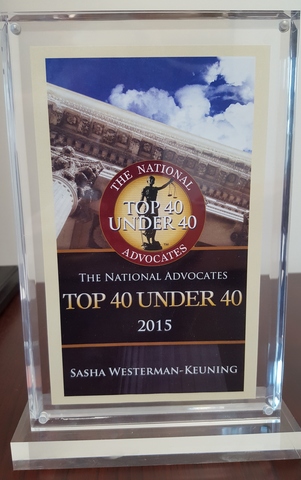 THE NATIONAL
TOP 40
UNDER 40
ADVOCATES
THE NATIONAL ADVOCATES
TOP 40 UNDER 40
2015
SASHA WESTERMAN-KEUNING